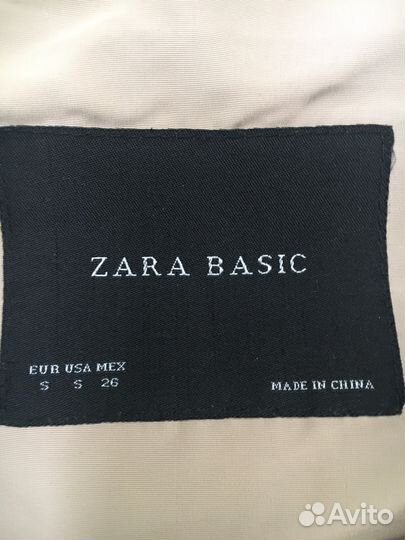 ZARA BASIC
EUR USA MEX
S S 26
MADE IN CHINA
Avito